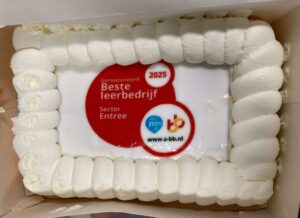 Genomineerd
2025
Beste
leerbedrijf
Sector
Entree
www.s-bb.nl